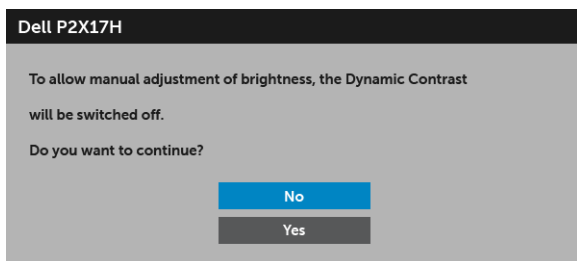 Dell P2X17H
To allow manual adjustment of brightness, the Dynamic Contrast
will be switched off.
Do you want to continue?
No
Yes